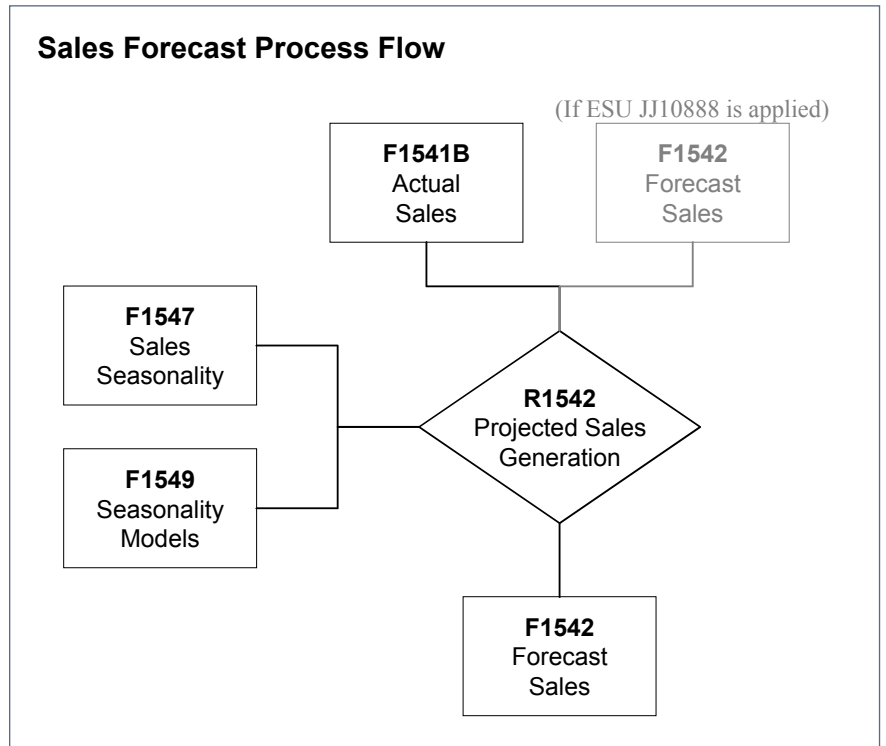 Sales Forecast Process Flow
(If ESU JJ10888 is applied)
F1541B
Actual
Sales
F1542
Forecast
Sales
F1547
Sales
Seasonality
F1549
Seasonality
Models
R1542
Projected Sales
Generation
F1542
Forecast
Sales